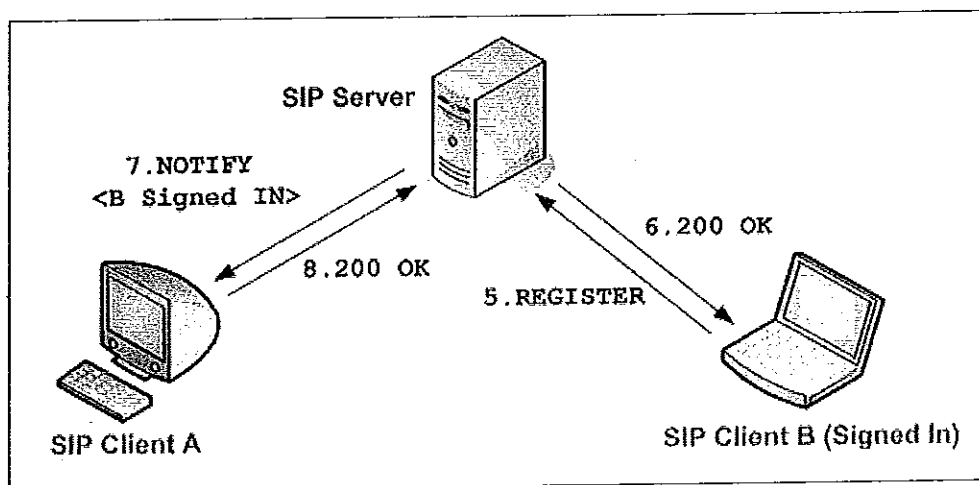 SIP Server
7.NOTIFY
<B Signed IN>
6.200 OK
8.200 OK
5.REGISTER
SIP Client A
SIP Client B (Signed In)